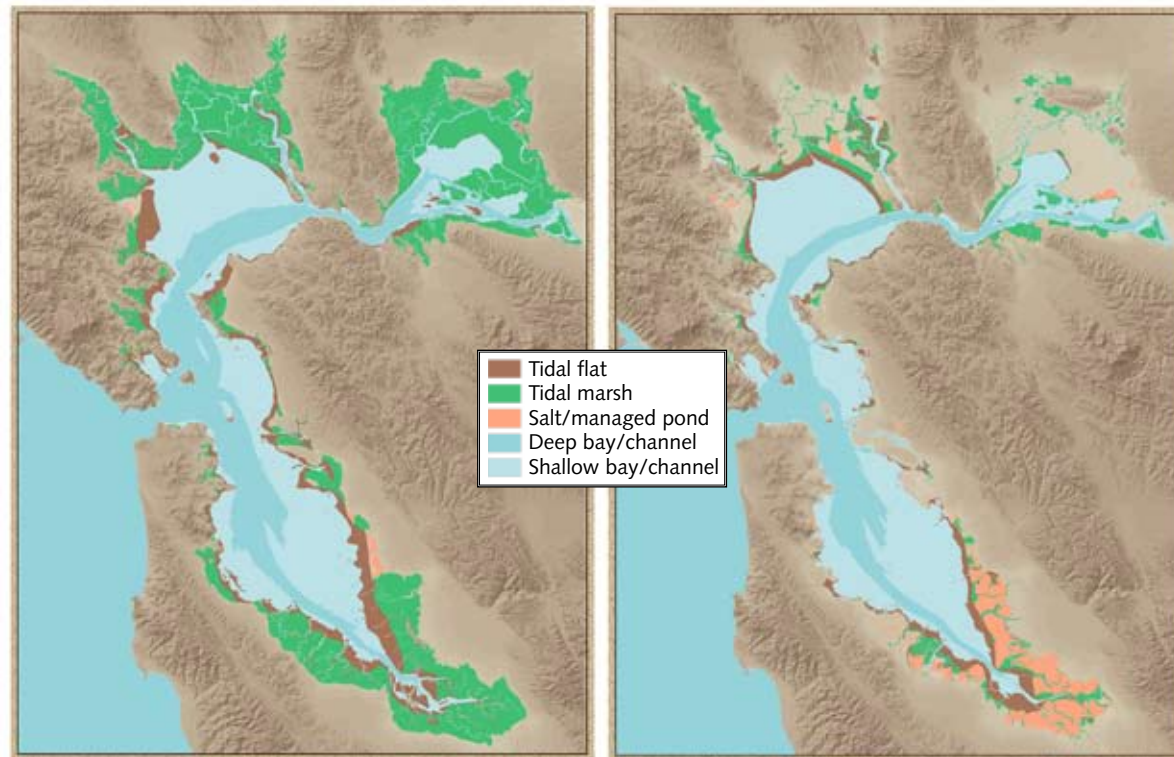 Tidal flat
Tidal marsh
Salt/managed pond
Deep bay/channel
Shallow bay/channel